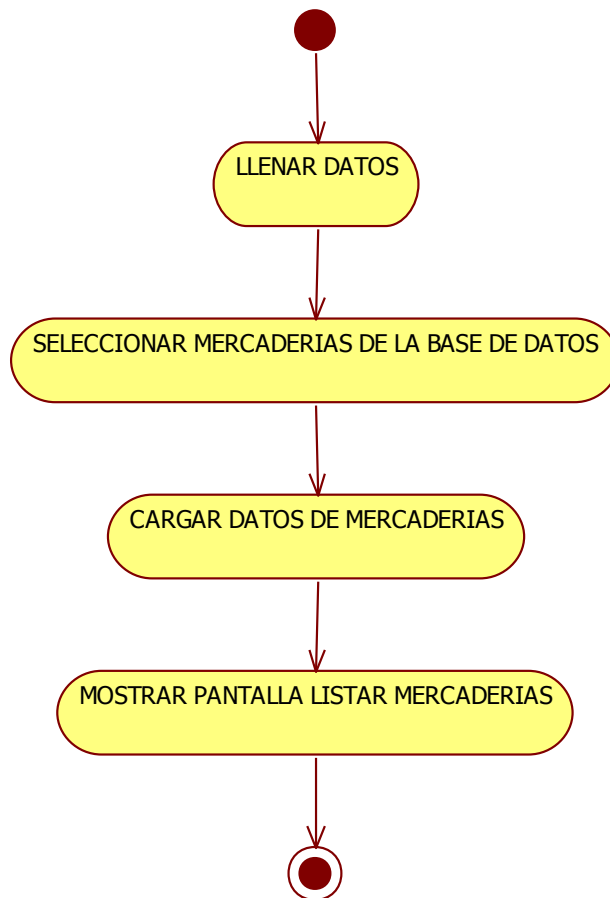 LLENAR DATOS
SELECCIONAR MERCADERIAS DE LA BASE DE DATOS
CARGAR DATOS DE MERCADERIAS
MOSTRAR PANTALLA LISTAR MERCADERIAS